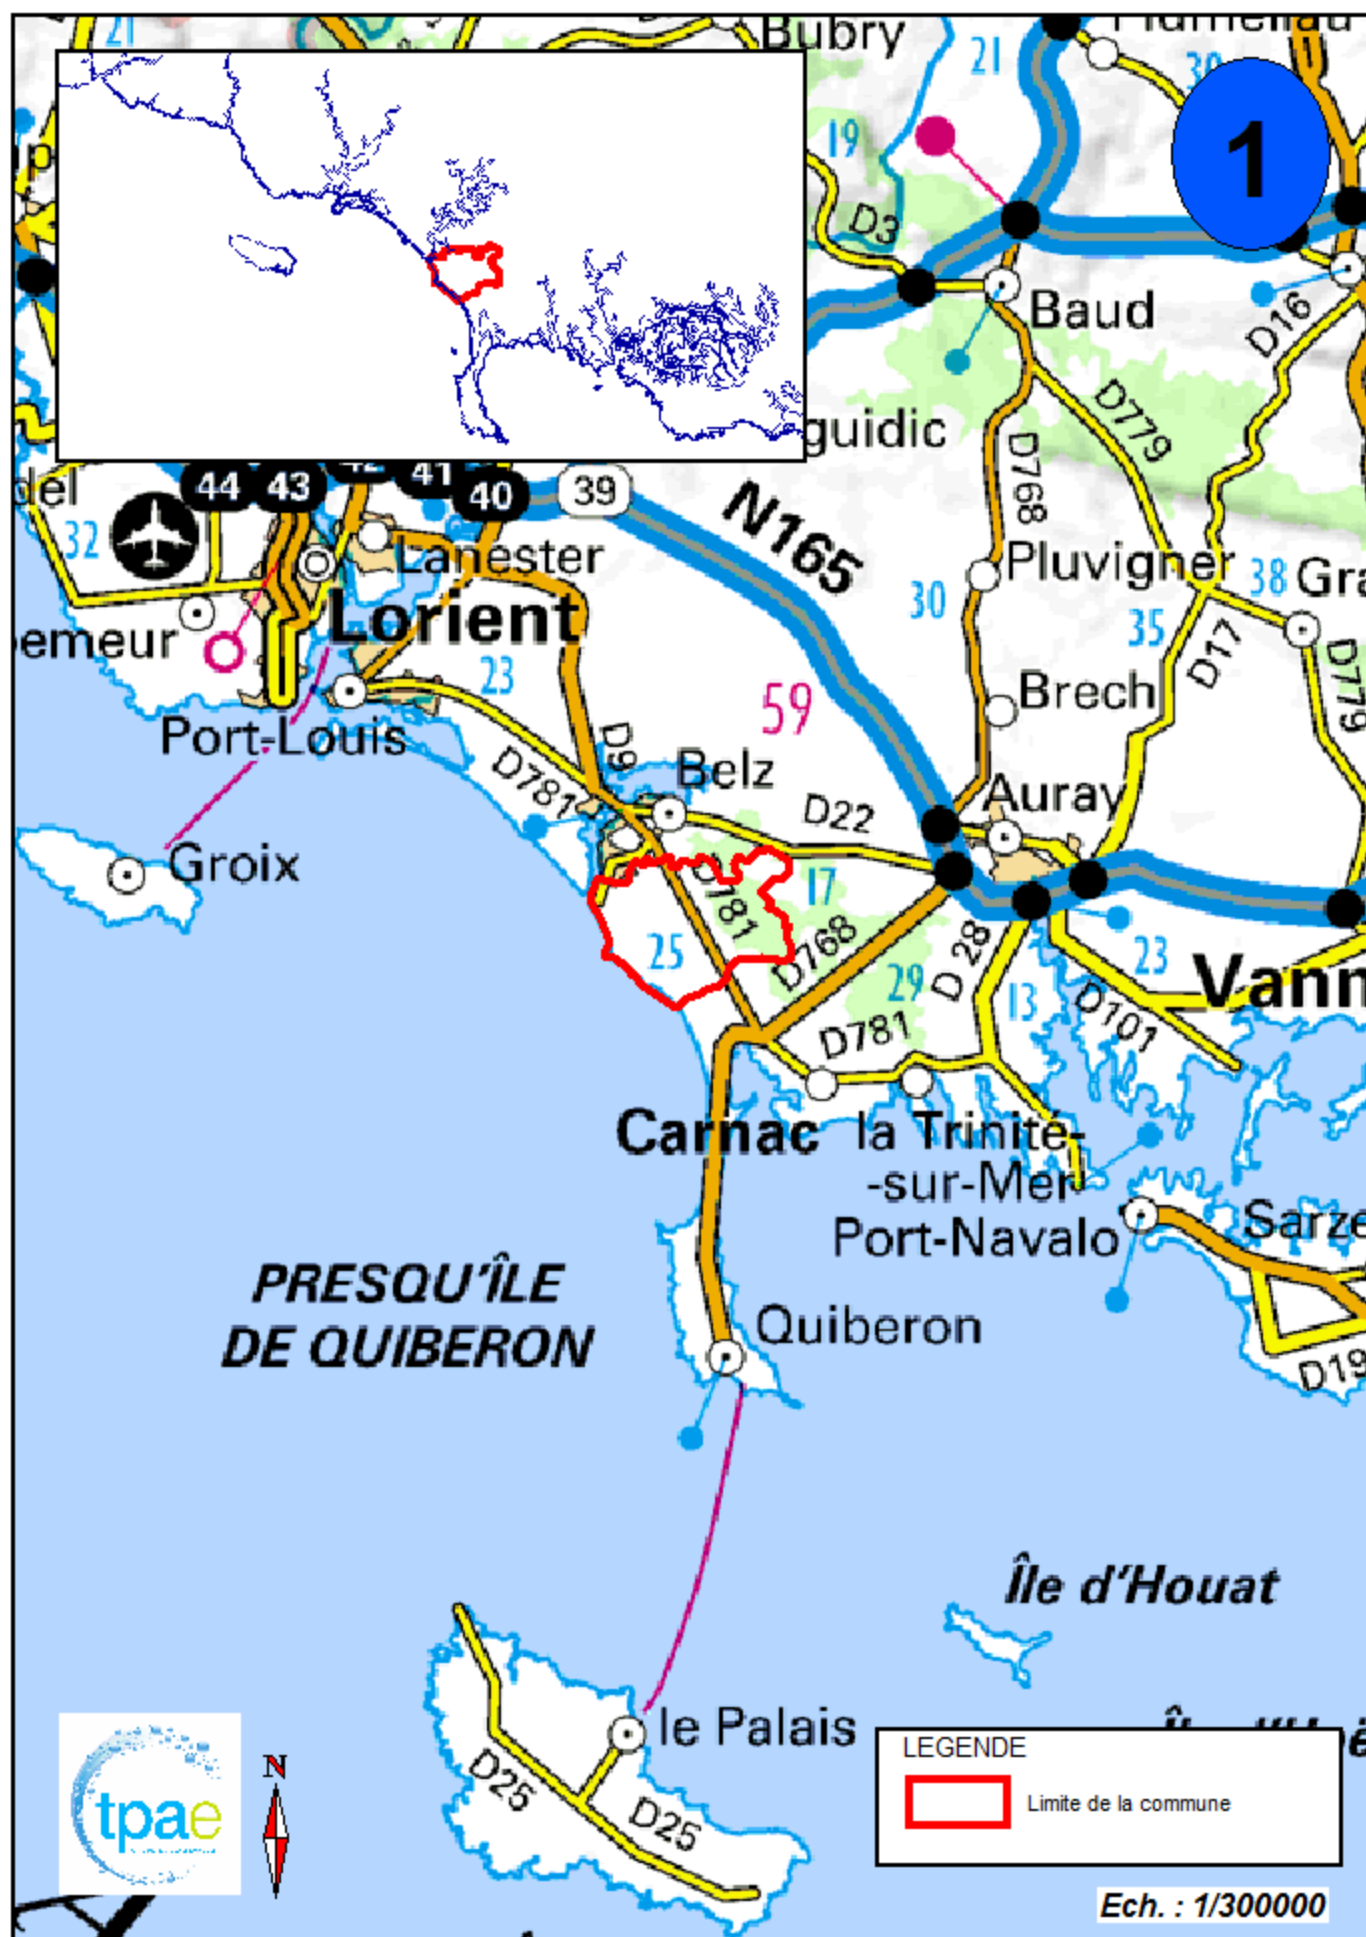 21
Bubry
21
1
19
D3
Baud
D16
D779
guidic
D768
44
43
41
40
39
N165
32
Lanester
Pluvigner
38
Gra
30
35
Lorient
emeur
D17
D779
23
59
Brech
Port-Louis
D9
D781
Belz
Auray
D22
Groix
17
D781
25
D768
D 28
23
29
Vann
13
D101
D781
Carnac
la Trinité-
-sur-Mer
Port-Navalo
Sarze
PRESQU'ÎLE
DE QUIBERON
Quiberon
D19
Île d'Houat
le Palais
D25
D25
tpae
N
LEGENDE
Limite de la commune
Ech. : 1/300000